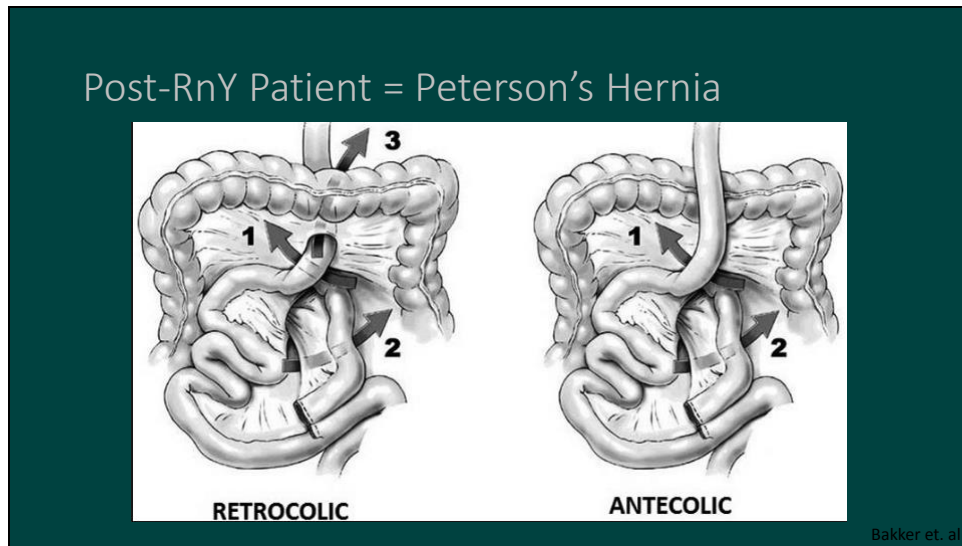 Post-RnY Patient = Peterson’s Hernia
3
1
2
1
2
RETROCOLIC
ANTECOLIC
Bakker et. al